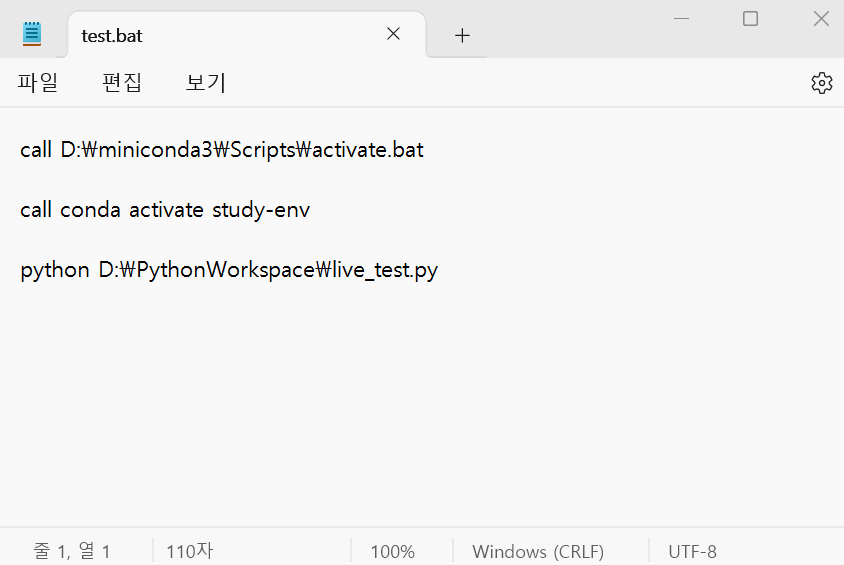 test.bat
파일 편집 보기
call D:₩miniconda3₩Scripts₩activate.bat
call conda activate study-env
python D:₩PythonWorkspace₩live_test.py
줄 1, 열 1 110자 100% Windows (CRLF) UTF-8